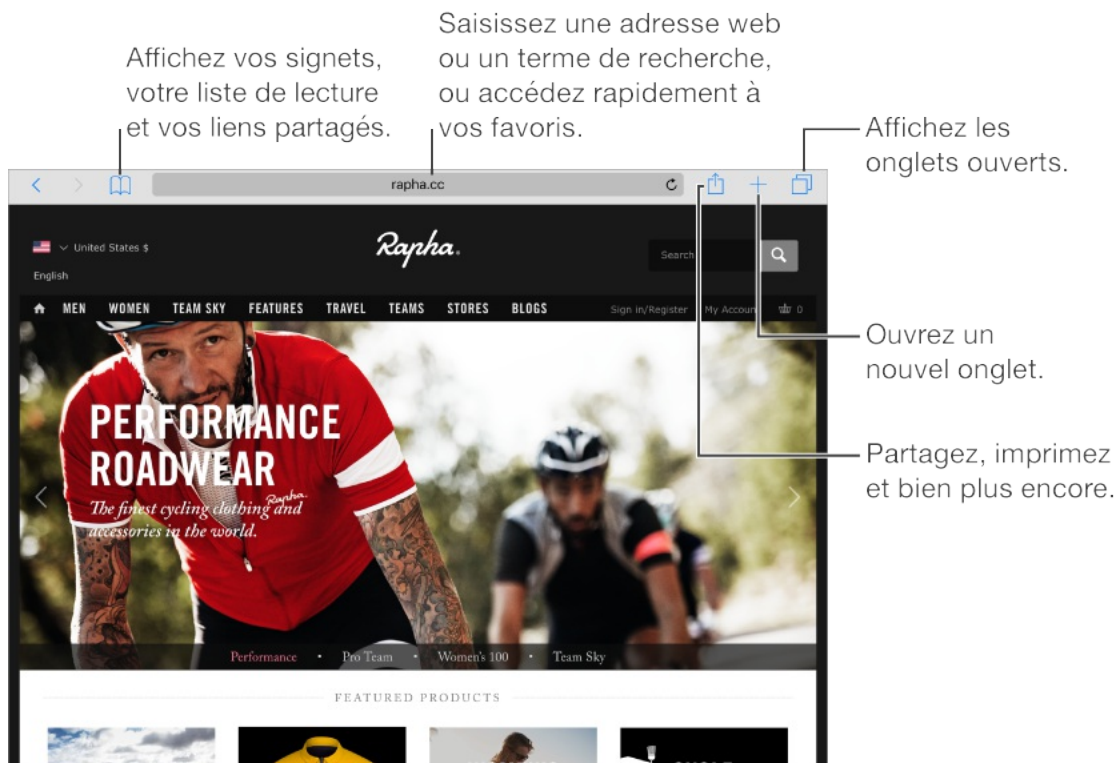 Saisissez une adresse web
ou un terme de recherche,
ou accédez rapidement à
vos favoris.
Affichez vos signets,
votre liste de lecture
et vos liens partagés.
Affichez les
onglets ouverts.
rapha.cc
United States $
English
Rapha.
Search
MEN WOMEN TEAM SKY FEATURES TRAVEL TEAMS STORES BLOGS Sign in/Register My Accoun 0
Ouvrez un
nouvel onglet.
PERFORMANCE
ROADWEAR
Rapha.
The finest cycling clothing and
accessories in the world.
Partagez, imprimez
et bien plus encore.
Performance • Pro Team • Women's 100 • Team Sky
FEATURED PRODUCTS